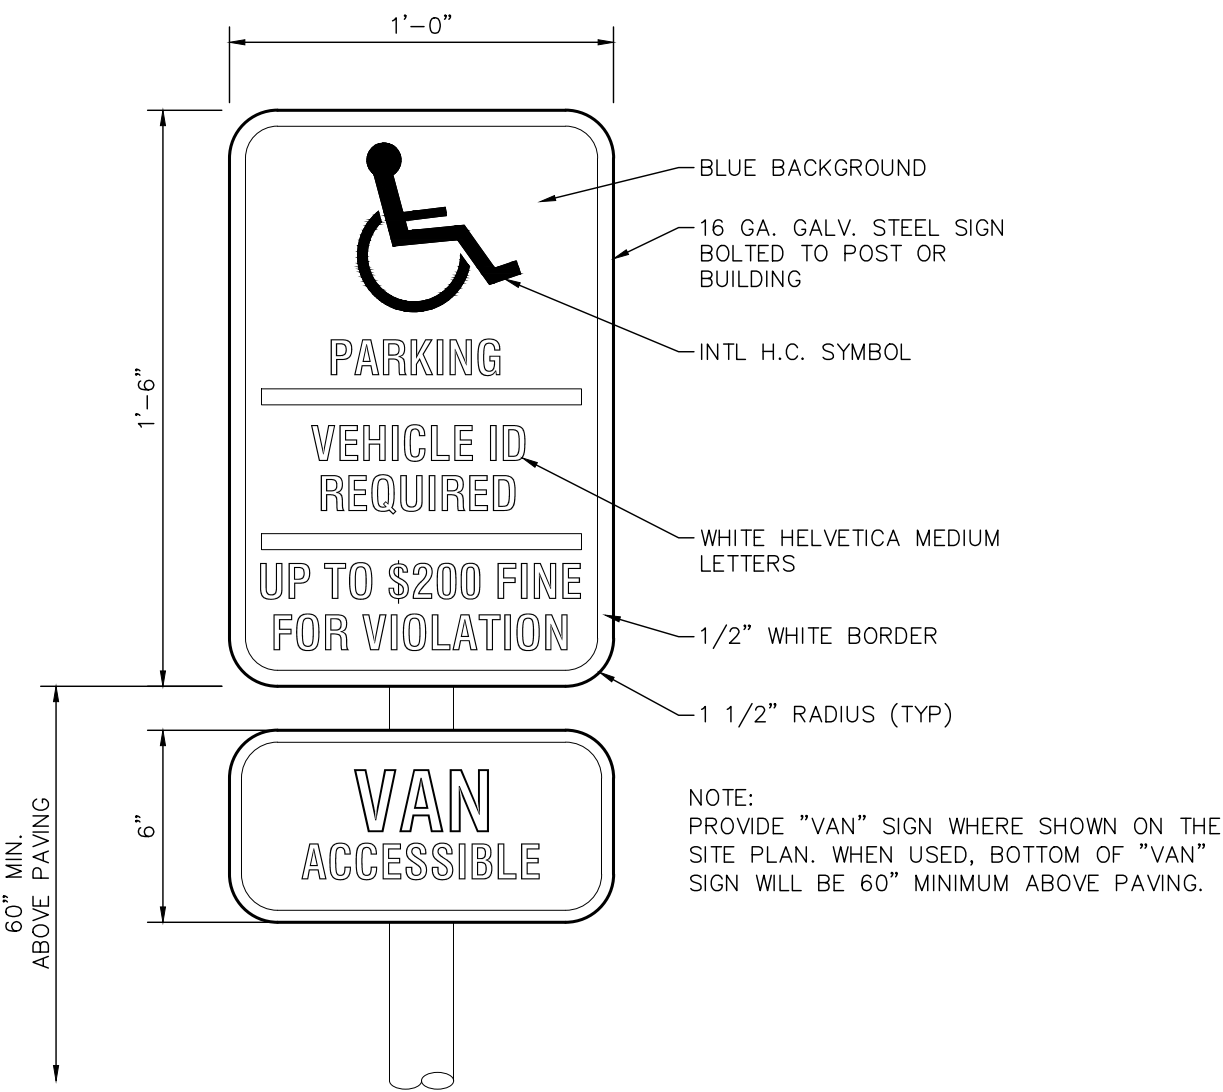 1'-0"
BLUE BACKGROUND
16 GA. GALV. STEEL SIGN
BOLTED TO POST OR
BUILDING
INTL H.C. SYMBOL
PARKING
1'-6"
VEHICLE ID
REQUIRED
WHITE HELVETICA MEDIUM
LETTERS
UP TO $200 FINE
FOR VIOLATION
1/2" WHITE BORDER
1 1/2" RADIUS (TYP)
VAN
ACCESSIBLE
6"
60" MIN.
ABOVE PAVING
NOTE:
PROVIDE "VAN" SIGN WHERE SHOWN ON THE
SITE PLAN. WHEN USED, BOTTOM OF "VAN"
SIGN WILL BE 60" MINIMUM ABOVE PAVING.